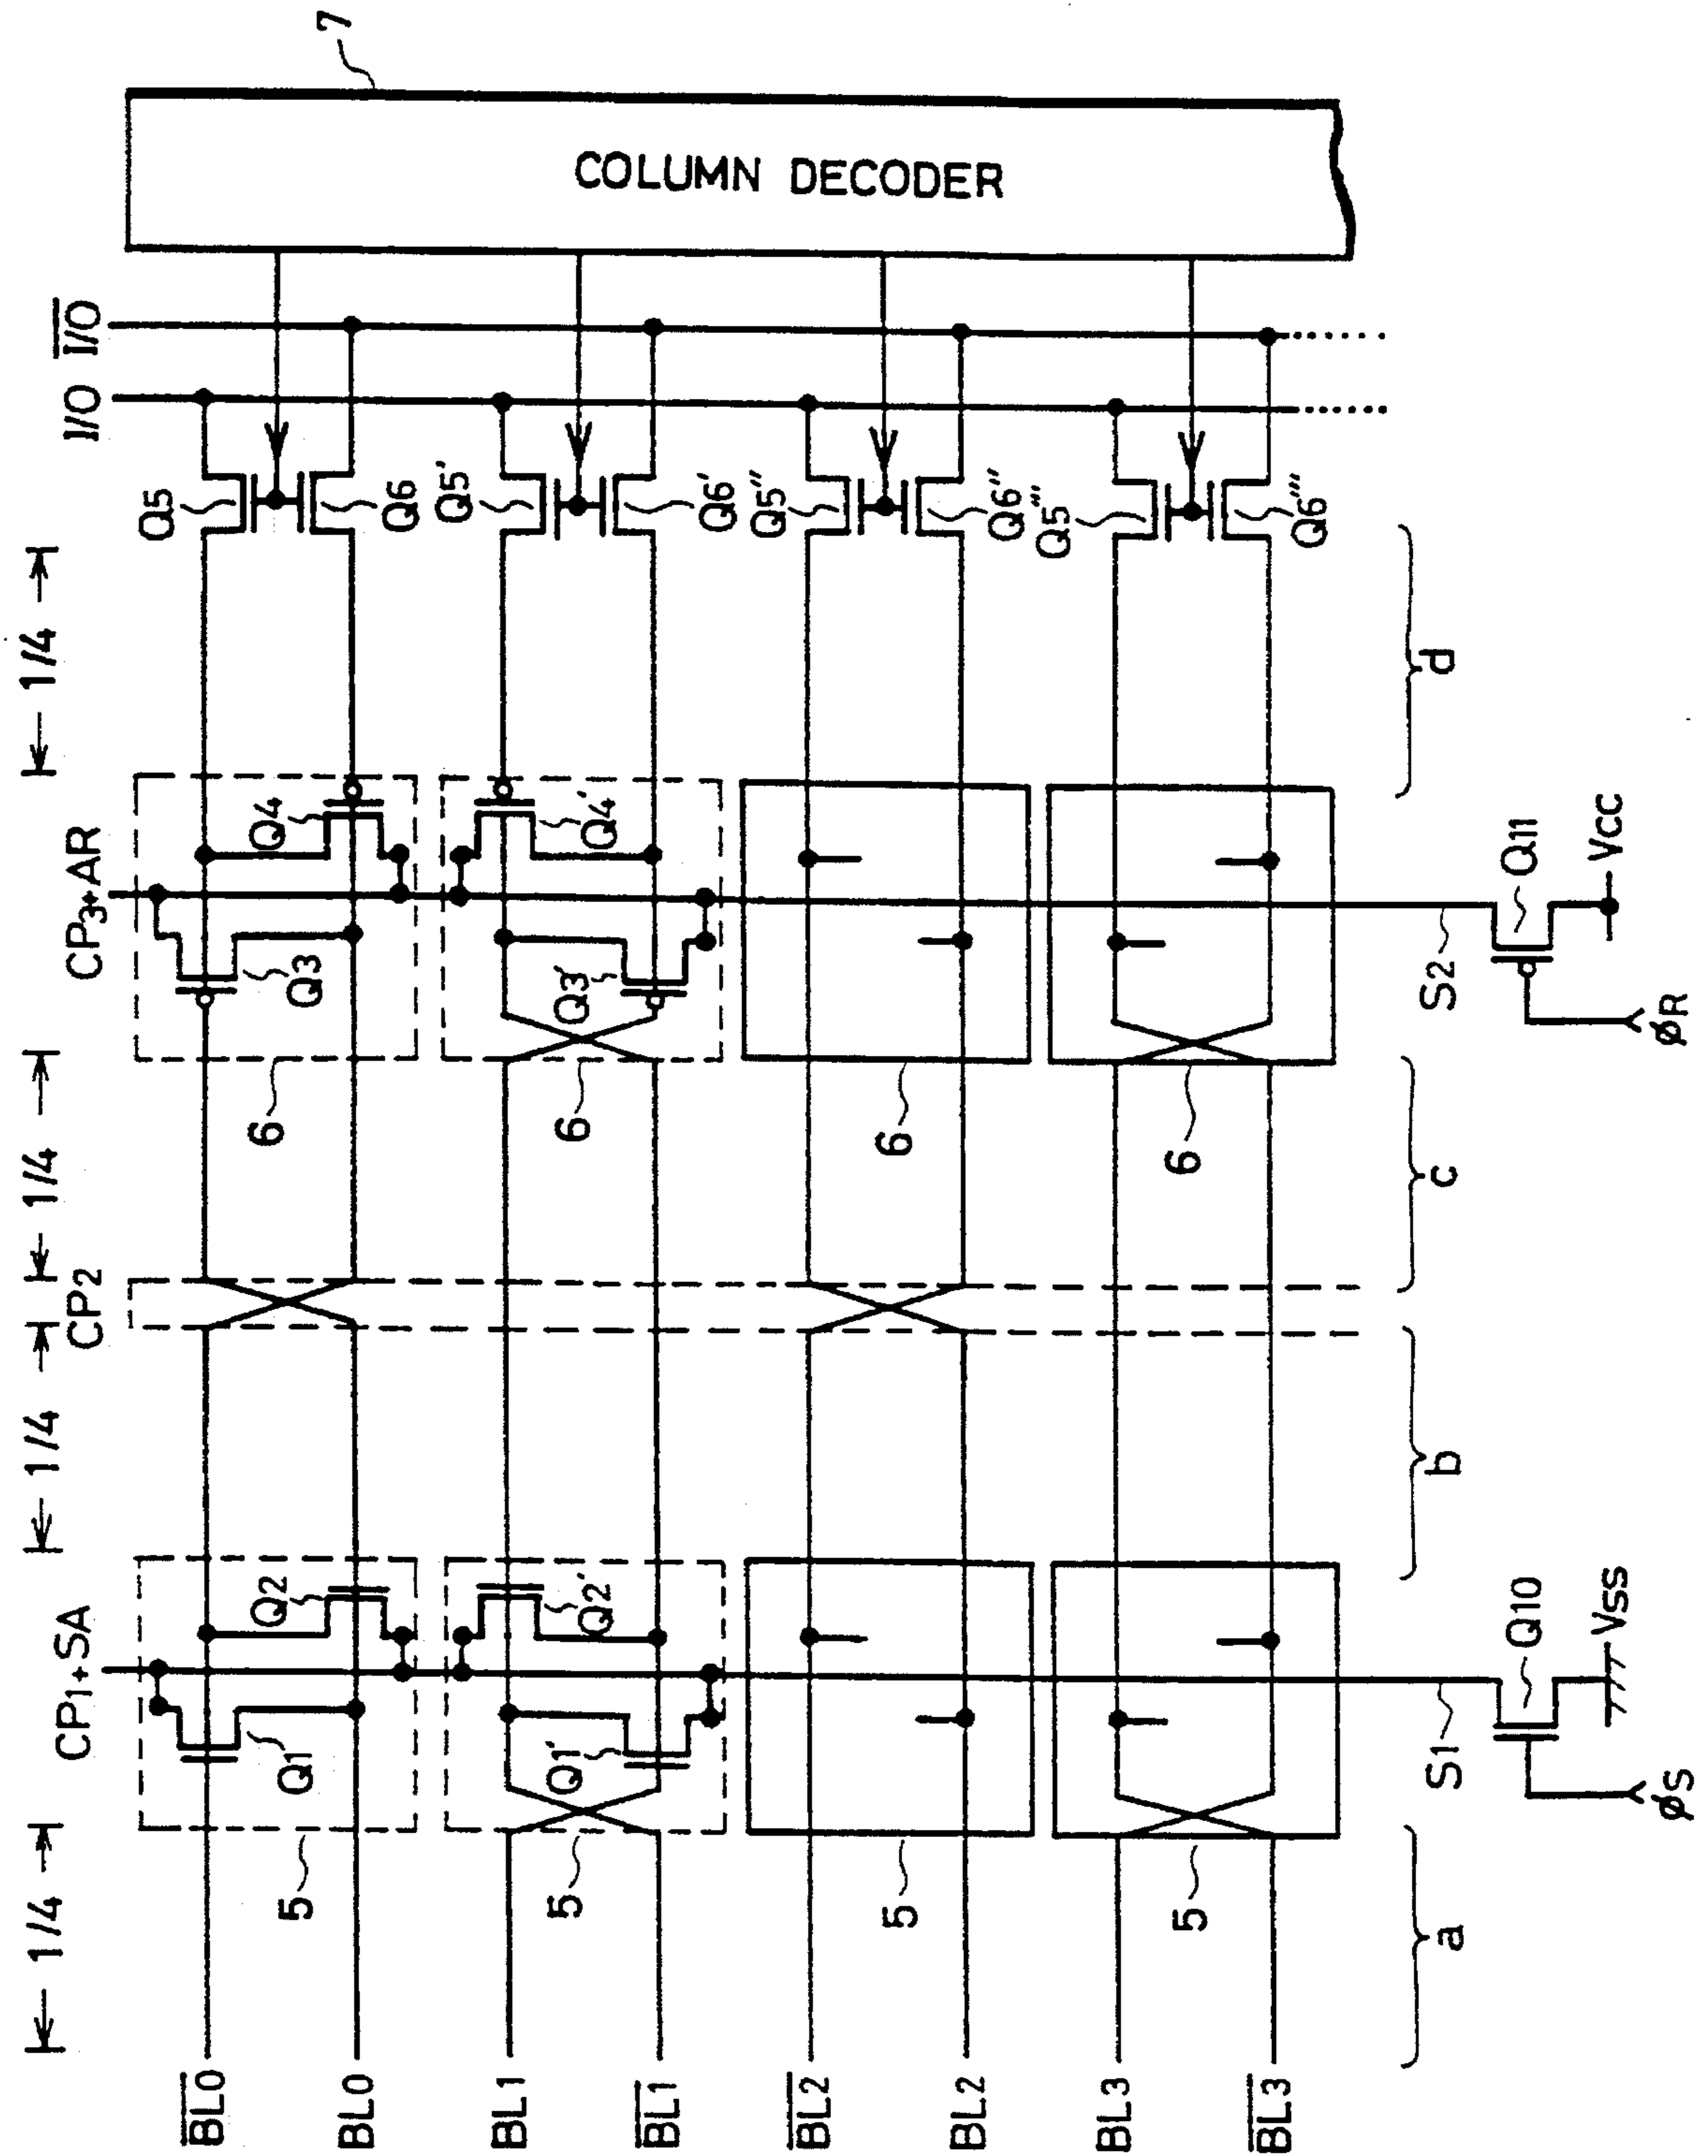 ← 1/4 → ← 1/4 → ← 1/4 → ← 1/4 →
CP1+SA CP2 CP3+AR I/O I/O
7
COLUMN DECODER
BL0
BL0
Q1 Q2 Q3 Q4 Q5 Q6
5 6
BL1
BL1
Q1' Q2' Q3' Q4' Q5' Q6'
5 6
BL2
BL2
5 6 Q5'' Q6''
BL3
BL3
5 6 Q5''' Q6'''
a b c d
S1 Q10 S2 Q11
φS Vss φR Vcc